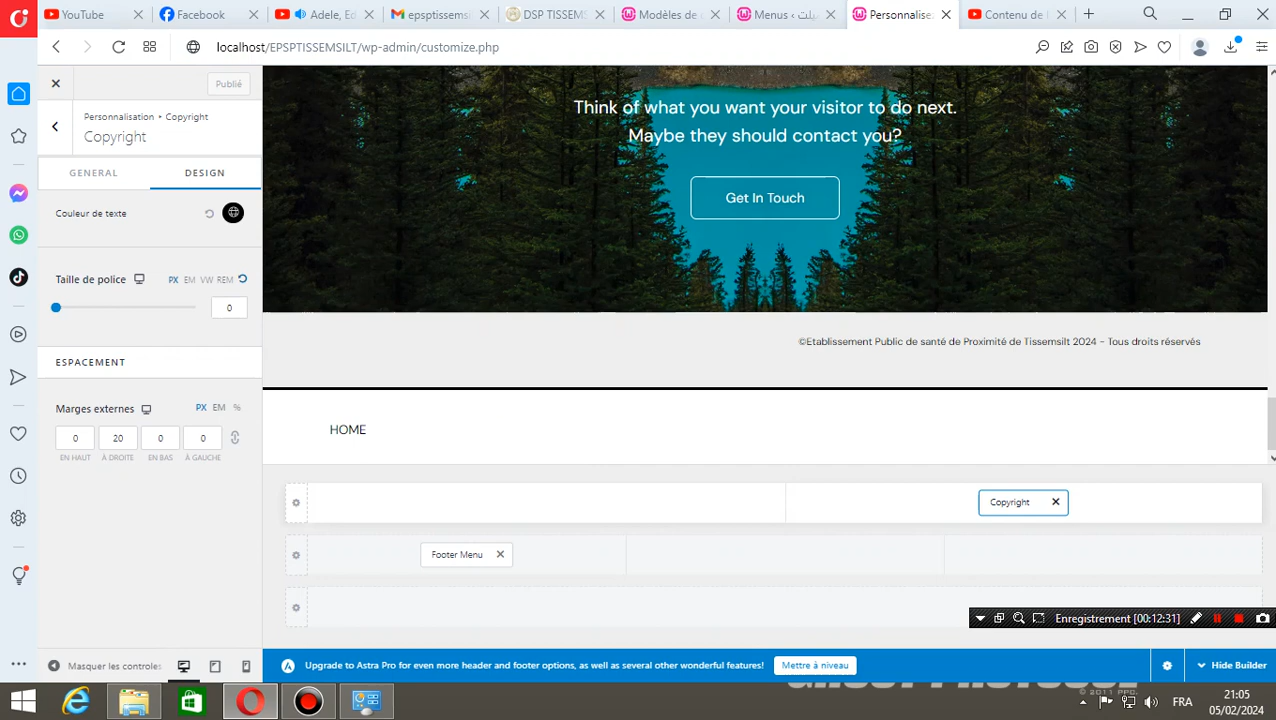 YouTube
Facebook
Adele, Ed
epsptissemsi
DSP TISSEMS
Modèles de
Menus ‹ تيسمسيلت
Personnalise
Contenu de l
localhost/EPSPTISSEMSILT/wp-admin/customize.php
Publié
Personnalisation • Copyright
Copyright
GENERAL
DESIGN
Couleur de texte
Taille de police
PX EM VW REM
0
ESPACEMENT
Marges externes
PX EM %
0 20 0 0
EN HAUT À DROITE EN BAS À GAUCHE
Think of what you want your visitor to do next.
Maybe they should contact you?
Get In Touch
©Etablissement Public de santé de Proximité de Tissemsilt 2024 - Tous droits réservés
HOME
Copyright
Footer Menu
Enregistrement [00:12:31]
Masquer les controles
Upgrade to Astra Pro for even more header and footer options, as well as several other wonderful features!
Mettre à niveau
Hide Builder
© 2011 PPG.
FR
21:05
05/02/2024